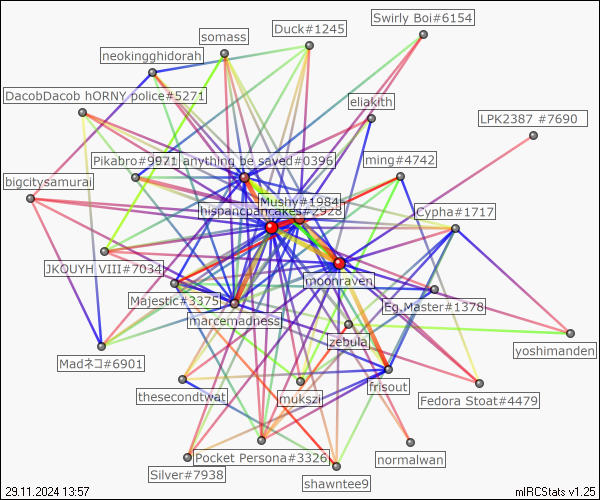 Swirly Boi#6154
Duck#1245
somass
neokingghidorah
DacobDacob hORNY police#5271
eliakith
LPK2387 #7690
Pikabro#9971
anything be saved#0396
ming#4742
bigcitysamurai
Mushy#1984
hispancpancakes#2928
Cypha#1717
JKOUYH VIII#7034
moonraven
Majestic#3375
Eg.Master#1378
marcemadness
zebula
yoshimanden
Madネコ#6901
frisout
thesecondtwat
mukszi
Fedora Stoat#4479
Pocket Persona#3326
normalwan
Silver#7938
shawntee9
29.11.2024 13:57
mIRCStats v1.25